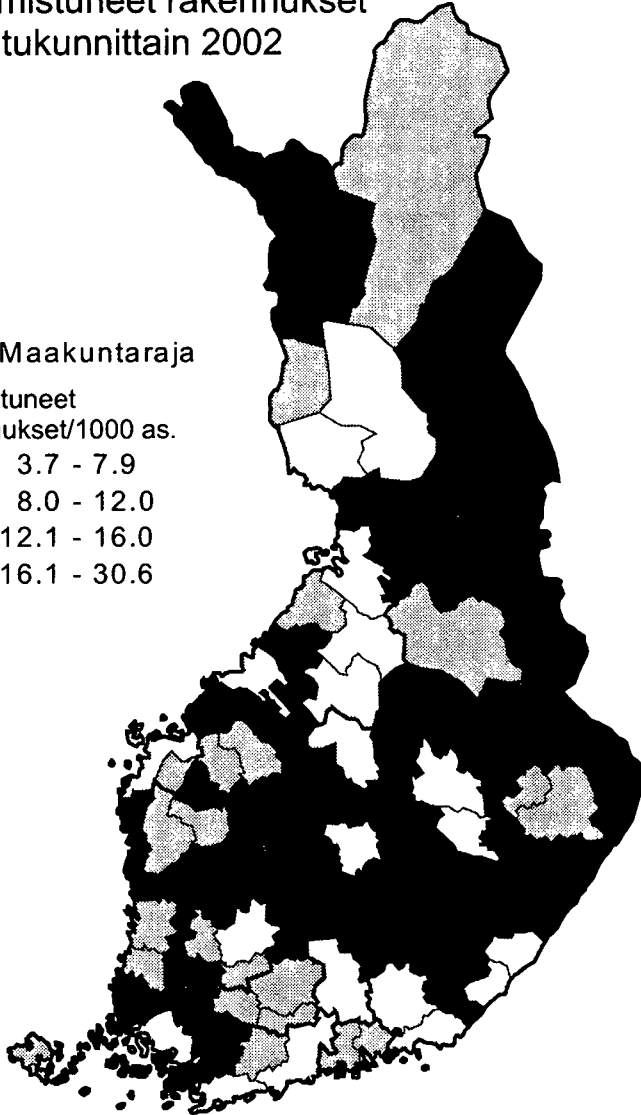 mistuneet rakennukset
tukunnittain 2002
Maakuntaraja
tuneet
ukset/1000 as.
3.7 - 7.9
8.0 - 12.0
12.1 - 16.0
16.1 - 30.6